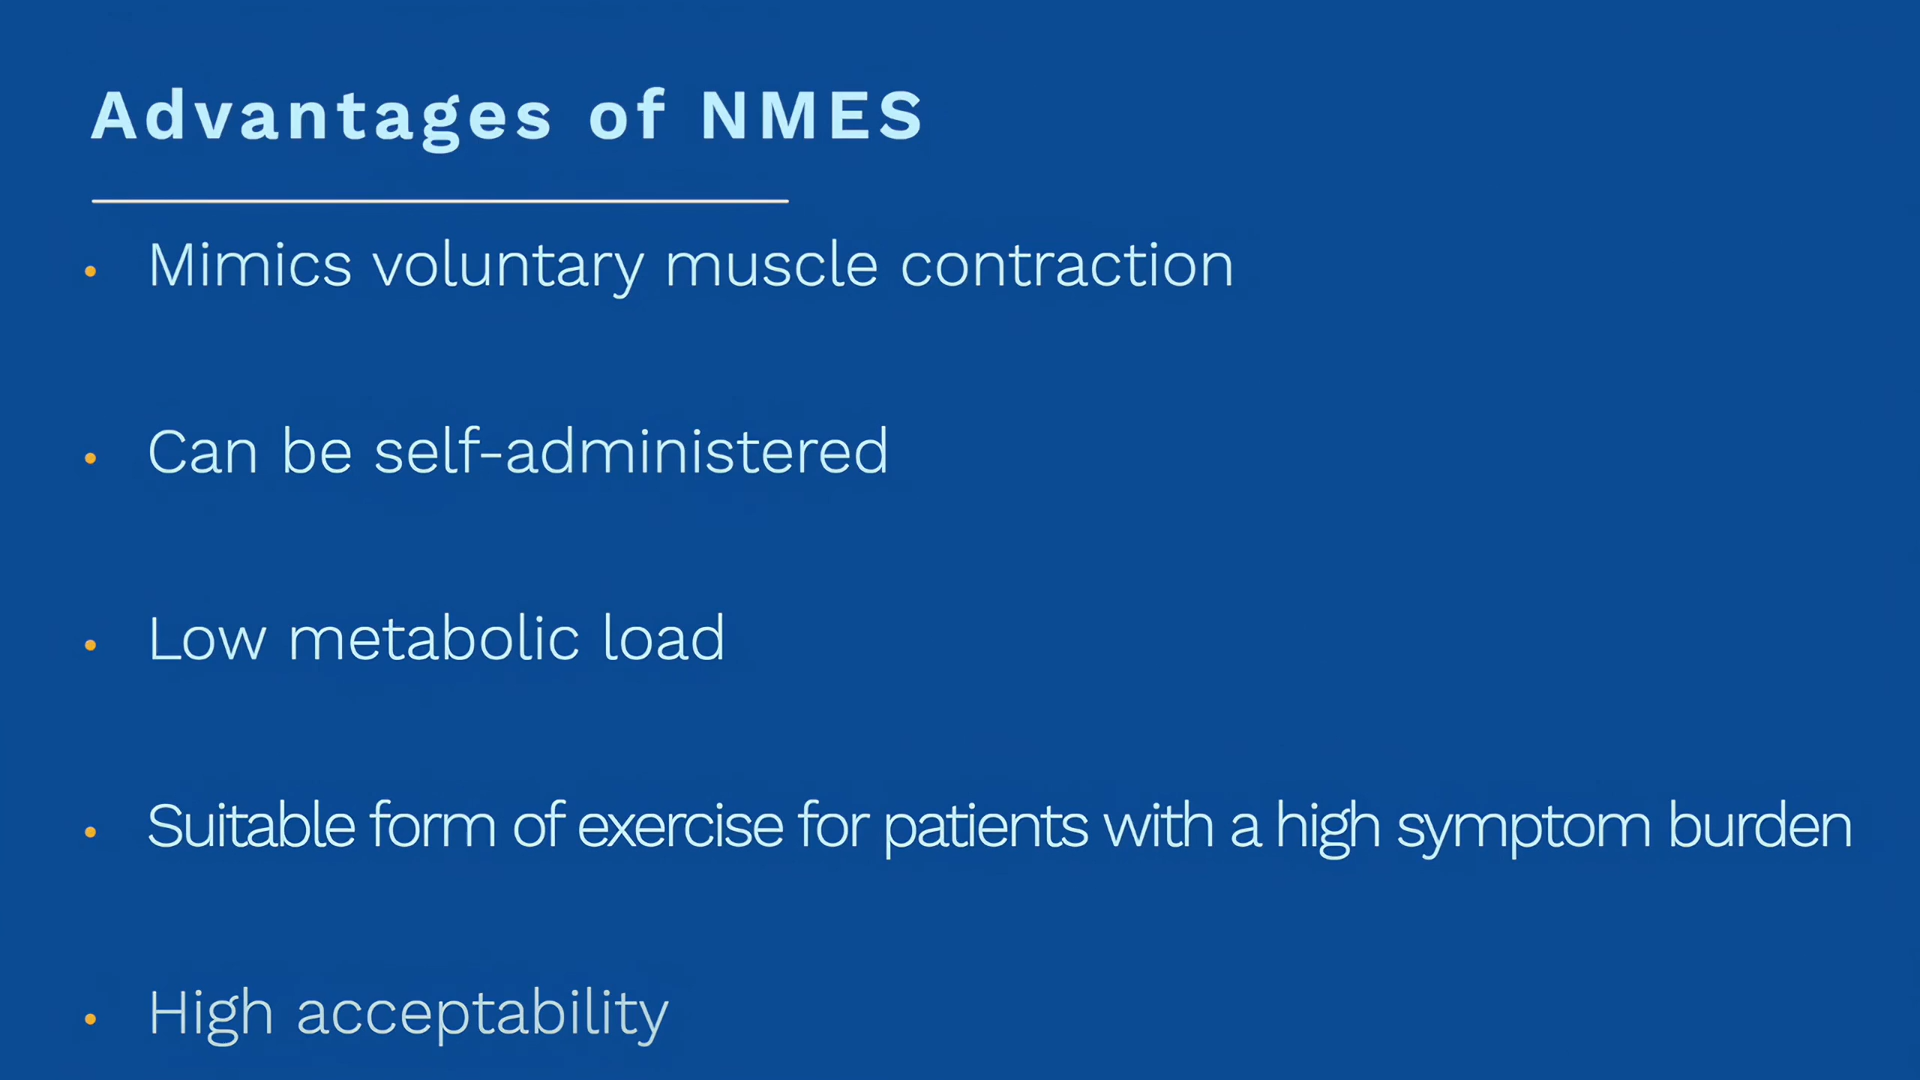 Advantages of NMES
• Mimics voluntary muscle contraction
• Can be self-administered
• Low metabolic load
• Suitable form of exercise for patients with a high symptom burden
• High acceptability